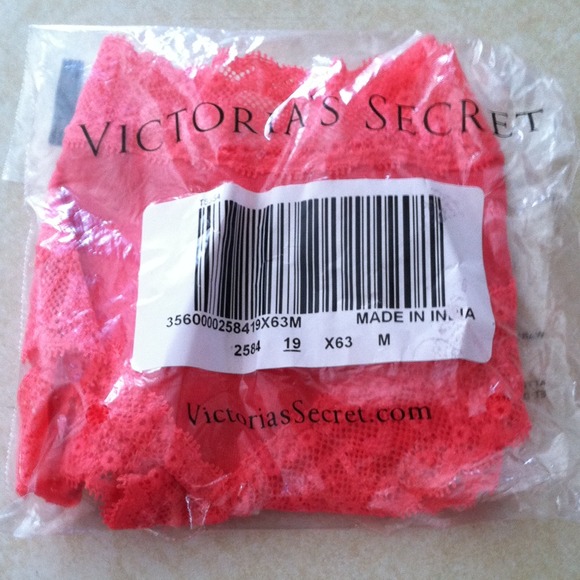 VICTORIA'S SECRET
3560000258419X63M MADE IN INDIA
2584 19 X63 M
VictoriasSecret.com